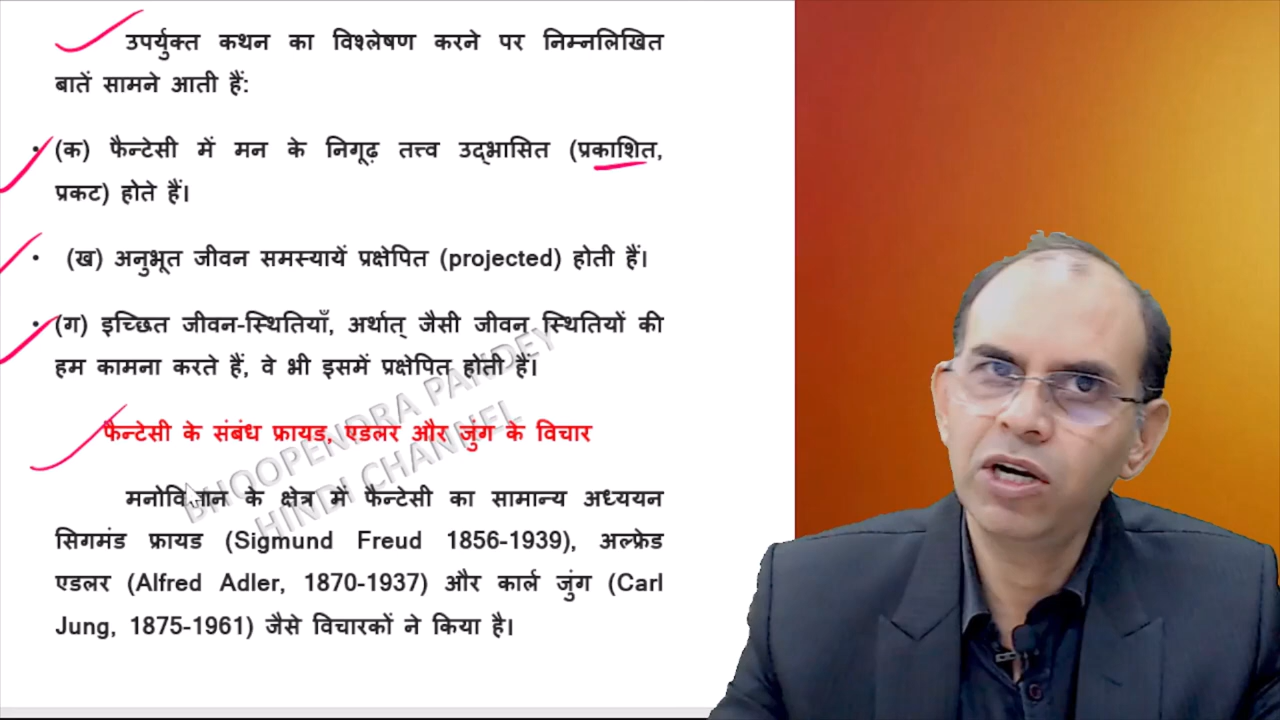 उपर्युक्त कथन का विश्लेषण करने पर निम्नलिखित
बातें सामने आती हैं:
• (क) फैन्टेसी में मन के निगूढ़ तत्त्व उद्भासित (प्रकाशित,
प्रकट) होते हैं।
• (ख) अनुभूत जीवन समस्यायें प्रक्षेपित (projected) होती हैं।
• (ग) इच्छित जीवन-स्थितियाँ, अर्थात् जैसी जीवन स्थितियों की
हम कामना करते हैं, वे भी इसमें प्रक्षेपित होती हैं।
फैन्टेसी के संबंध फ्रायड, एडलर और जुंग के विचार
मनोविज्ञान के क्षेत्र में फैन्टेसी का सामान्य अध्ययन
सिगमंड फ्रायड (Sigmund Freud 1856-1939), अल्फ्रेड
एडलर (Alfred Adler, 1870-1937) और कार्ल जुंग (Carl
Jung, 1875-1961) जैसे विचारकों ने किया है।
BHOOPENDRA PANDEY
HINDI CHANNEL